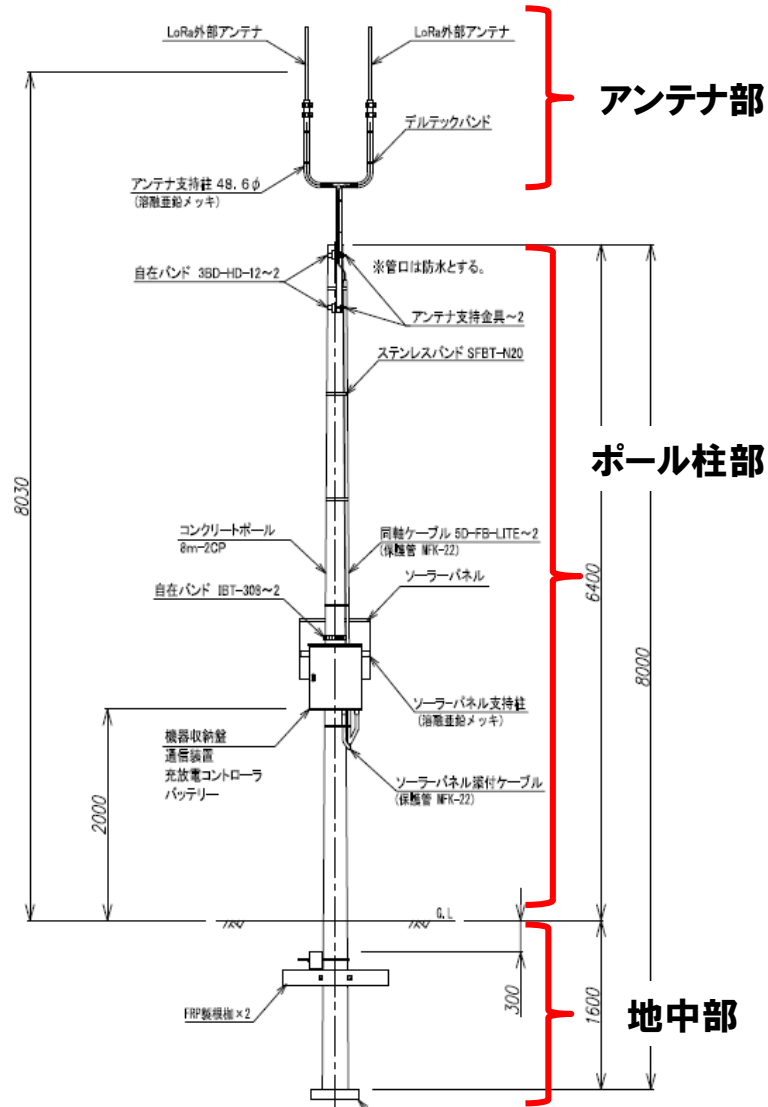 LoRa外部アンテナ
LoRa外部アンテナ
アンテナ部
デルテックバンド
アンテナ支持柱 48.6φ
(溶融亜鉛メッキ)
自在バンド 3BD-HD-12～2
※管口は防水とする。
アンテナ支持金具～2
ステンレスバンド SFBT-N20
ポール柱部
8030
コンクリートポール
8m-2CP
同軸ケーブル 5D-FB-LITE～2
(保護管 MFK-22)
ソーラーパネル
自在バンド IBT-308～2
6400
8000
ソーラーパネル支持柱
(溶融亜鉛メッキ)
機器収納盤
通信装置
充放電コントローラ
バッテリー
ソーラーパネル添付ケーブル
(保護管 MFK-22)
2000
G.L
300
1600
地中部
FRP製根枷×2